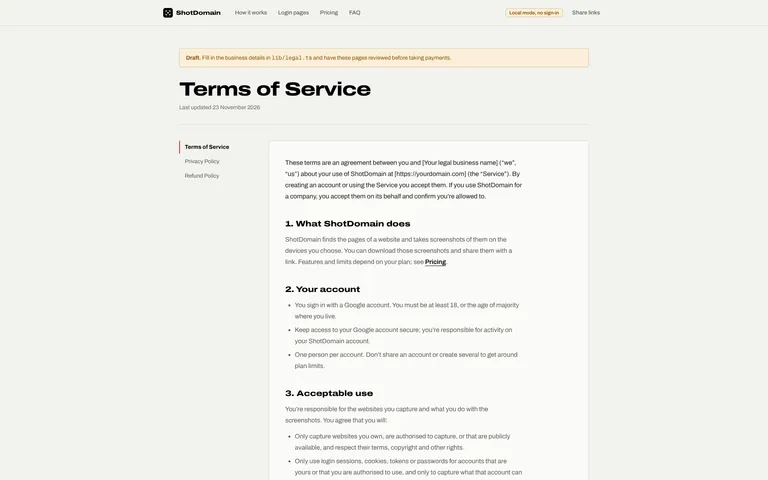 ShotDomain How it works Login pages Pricing FAQ Local mode, no sign-in Share links
Draft. Fill in the business details in lib/legal.ts and have these pages reviewed before taking payments.
Terms of Service
Last updated 23 November 2026
Terms of Service
Privacy Policy
Refund Policy
These terms are an agreement between you and [Your legal business name] (“we”,
“us”) about your use of ShotDomain at [https://yourdomain.com] (the “Service”). By
creating an account or using the Service you accept them. If you use ShotDomain for
a company, you accept them on its behalf and confirm you’re allowed to.
1. What ShotDomain does
ShotDomain finds the pages of a website and takes screenshots of them on the
devices you choose. You can download those screenshots and share them with a
link. Features and limits depend on your plan; see Pricing.
2. Your account
• You sign in with a Google account. You must be at least 18, or the age of majority
where you live.
• Keep access to your Google account secure; you’re responsible for activity on
your ShotDomain account.
• One person per account. Don’t share an account or create several to get around
plan limits.
3. Acceptable use
You’re responsible for the websites you capture and what you do with the
screenshots. You agree that you will:
• Only capture websites you own, are authorised to capture, or that are publicly
available, and respect their terms, copyright and other rights.
• Only use login sessions, cookies, tokens or passwords for accounts that are
yours or that you are authorised to use, and only to capture what that account can